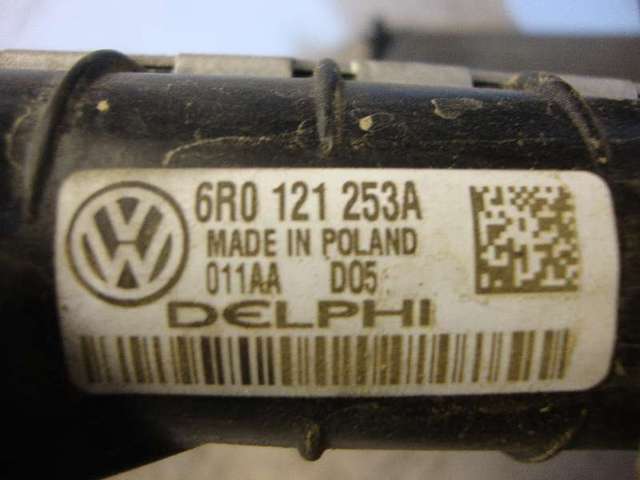 6R0 121 253A
MADE IN POLAND
011AA D05
DELPHI